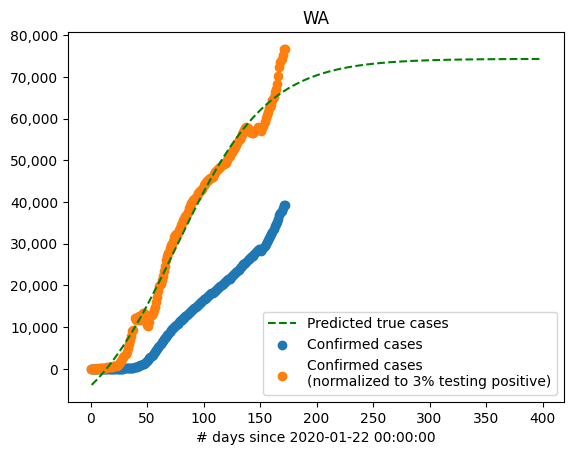 WA
80,000
70,000
60,000
50,000
40,000
30,000
20,000
10,000
0
Predicted true cases
Confirmed cases
Confirmed cases
(normalized to 3% testing positive)
0 50 100 150 200 250 300 350 400
# days since 2020-01-22 00:00:00